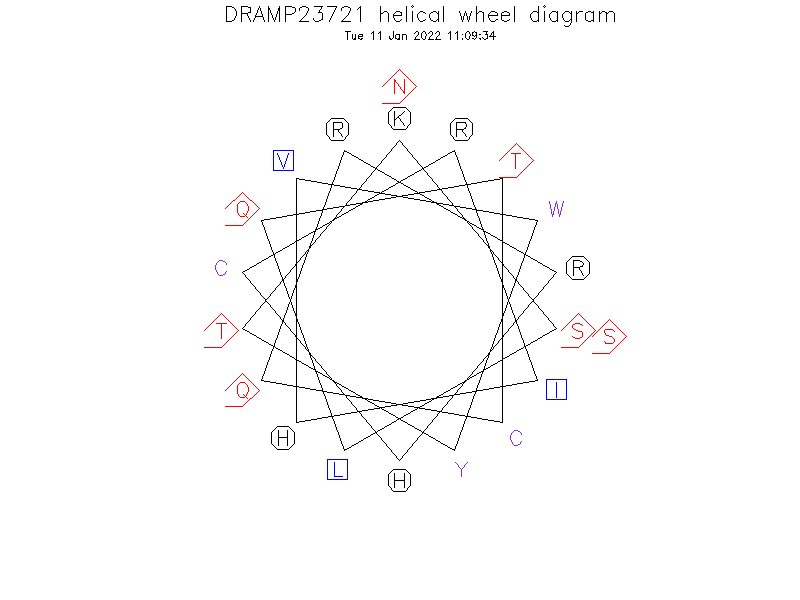 DRAMP23721 helical wheel diagram
Tue 11 Jan 2022 11:09:34
N
R K R
V T
Q W
C R
T S S
Q I
H C
L H Y